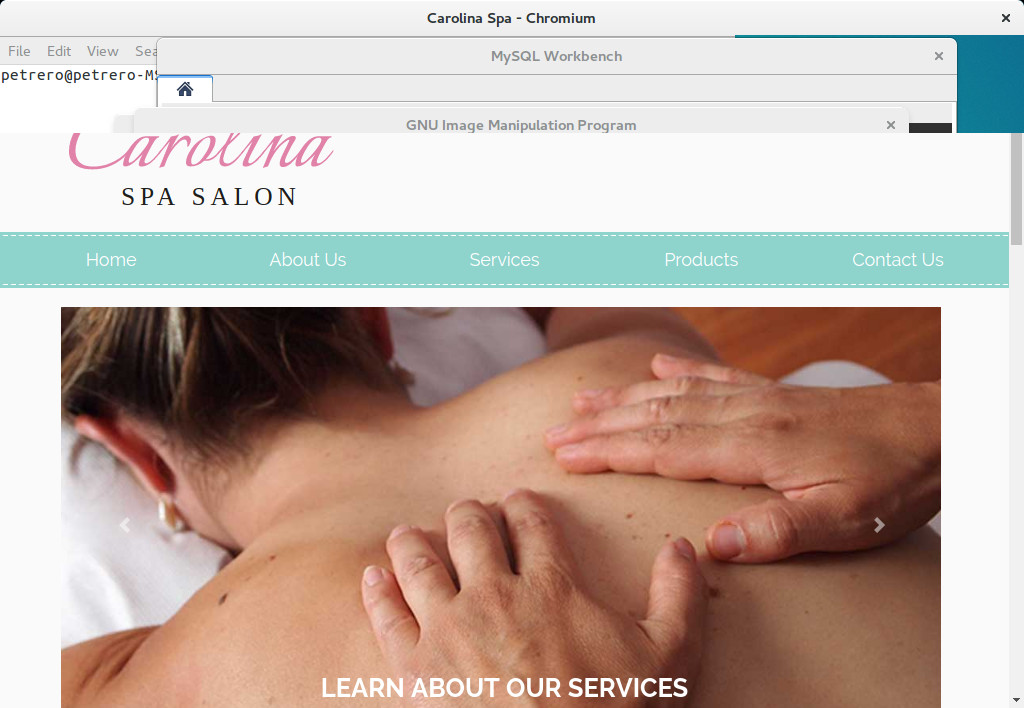 Carolina Spa - Chromium
File Edit View Sea
MySQL Workbench
petrero@petrero-MS
GNU Image Manipulation Program
Carolina
SPA SALON
Home About Us Services Products Contact Us
LEARN ABOUT OUR SERVICES